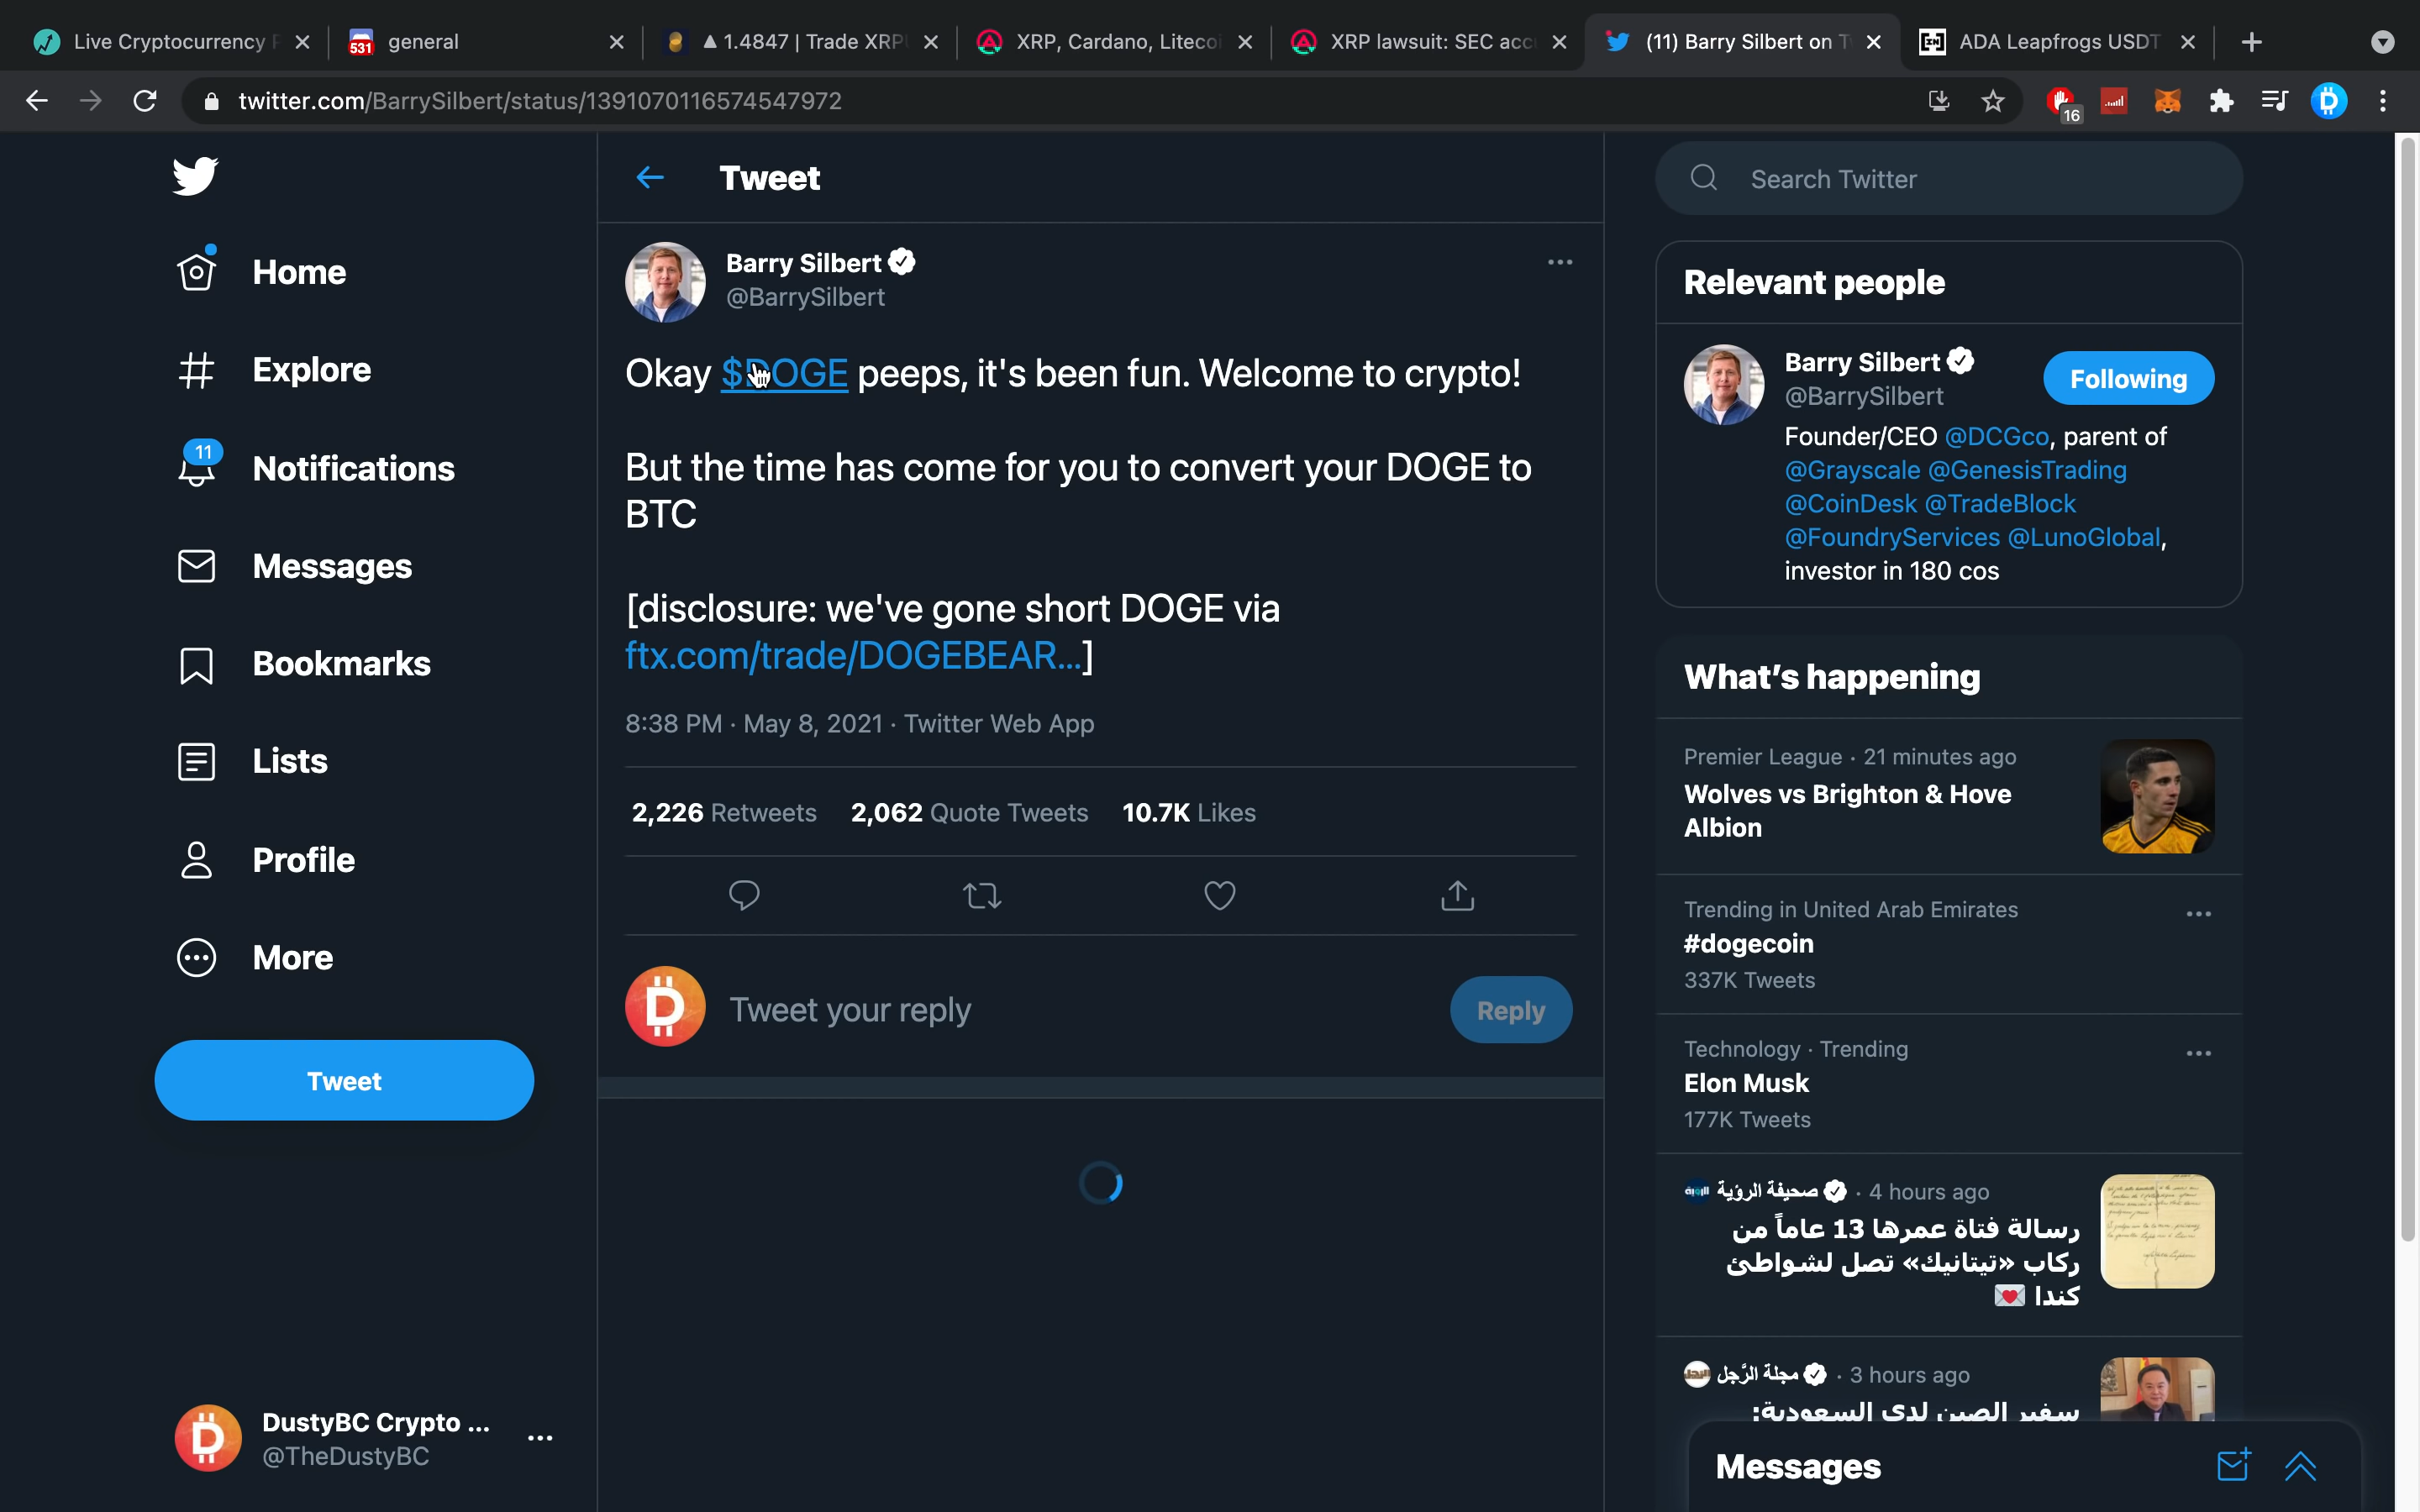 Live Cryptocurrency
531
general
▲ 1.4847 | Trade XRP
XRP, Cardano, Liteco
XRP lawsuit: SEC acc
(11) Barry Silbert on T
ADA Leapfrogs USDT
twitter.com/BarrySilbert/status/1391070116574547972
16
Home
Explore
11
Notifications
Messages
Bookmarks
Lists
Profile
More
Tweet
DustyBC Crypto ...
@TheDustyBC
Tweet
Barry Silbert
@BarrySilbert
Okay $DOGE peeps, it's been fun. Welcome to crypto!
But the time has come for you to convert your DOGE to
BTC
[disclosure: we've gone short DOGE via
ftx.com/trade/DOGEBEAR...]
8:38 PM · May 8, 2021 · Twitter Web App
2,226 Retweets 2,062 Quote Tweets 10.7K Likes
Tweet your reply
Reply
Search Twitter
Relevant people
Barry Silbert
@BarrySilbert
Following
Founder/CEO @DCGco, parent of
@Grayscale @GenesisTrading
@CoinDesk @TradeBlock
@FoundryServices @LunoGlobal,
investor in 180 cos
What's happening
Premier League · 21 minutes ago
Wolves vs Brighton & Hove
Albion
Trending in United Arab Emirates
#dogecoin
337K Tweets
Technology · Trending
Elon Musk
177K Tweets
صحيفة الرؤية · 4 hours ago
رسالة فتاة عمرها 13 عاماً من
ركاب «تيتانيك» تصل لشواطئ
كندا 💌
مجلة الرَّجل · 3 hours ago
سفير الصين لدى السعودية:
Messages